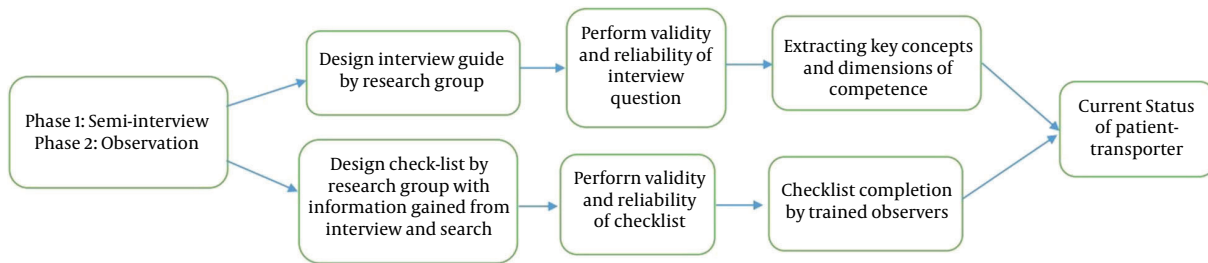 Phase 1: Semi-interview
Phase 2: Observation
Design interview guide
by research group
Perform validity
and reliability of
interview
question
Extracting key concepts
and dimensions of
competence
Design check-list by
research group with
information gained from
interview and search
Perforrn validity
and reliability
of checklist
Checklist completion
by trained observers
Current Status
of patient-
transporter